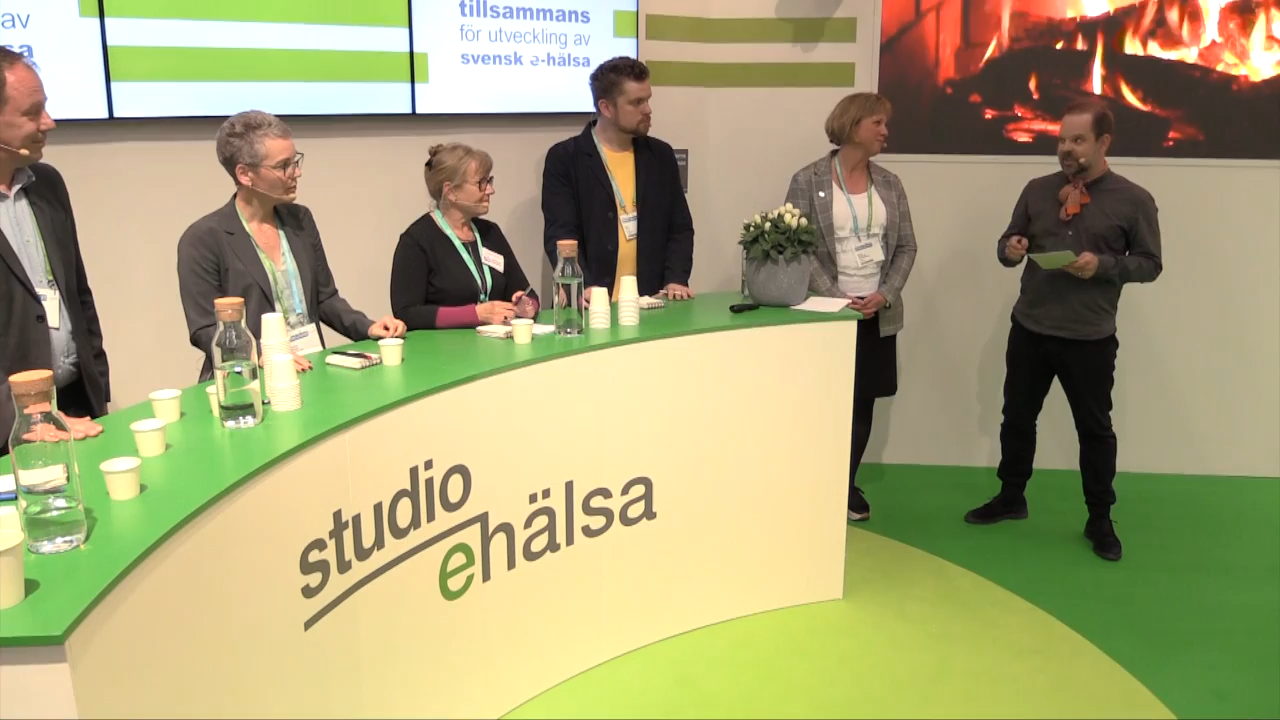 av
tillsammans
för utveckling av
svensk e-hälsa
studio
ehälsa